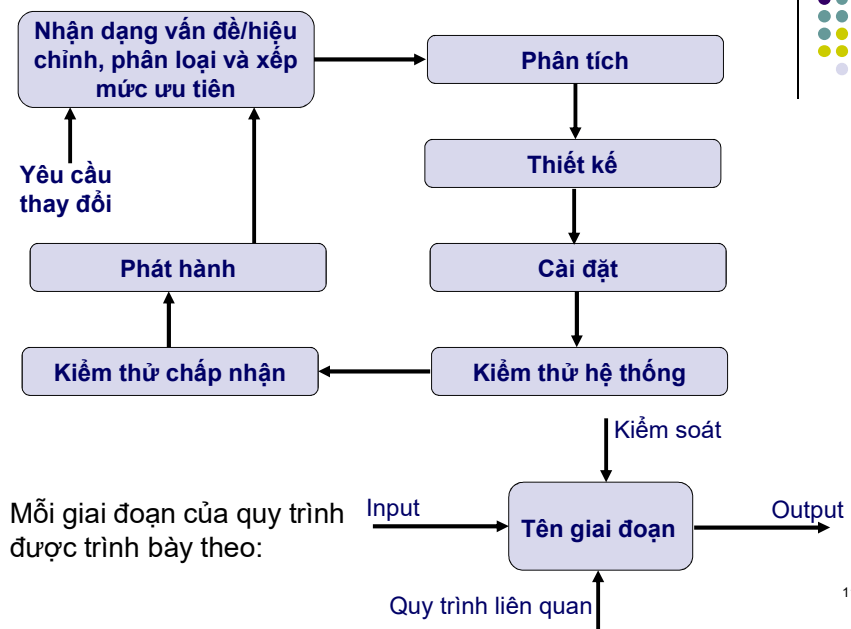 Nhận dạng vấn đề/hiệu
chỉnh, phân loại và xếp
mức ưu tiên
Phân tích
Yêu cầu
thay đổi
Thiết kế
Phát hành
Cài đặt
Kiểm thử chấp nhận
Kiểm thử hệ thống
Kiểm soát
Mỗi giai đoạn của quy trình
được trình bày theo:
Input
Tên giai đoạn
Output
Quy trình liên quan
1